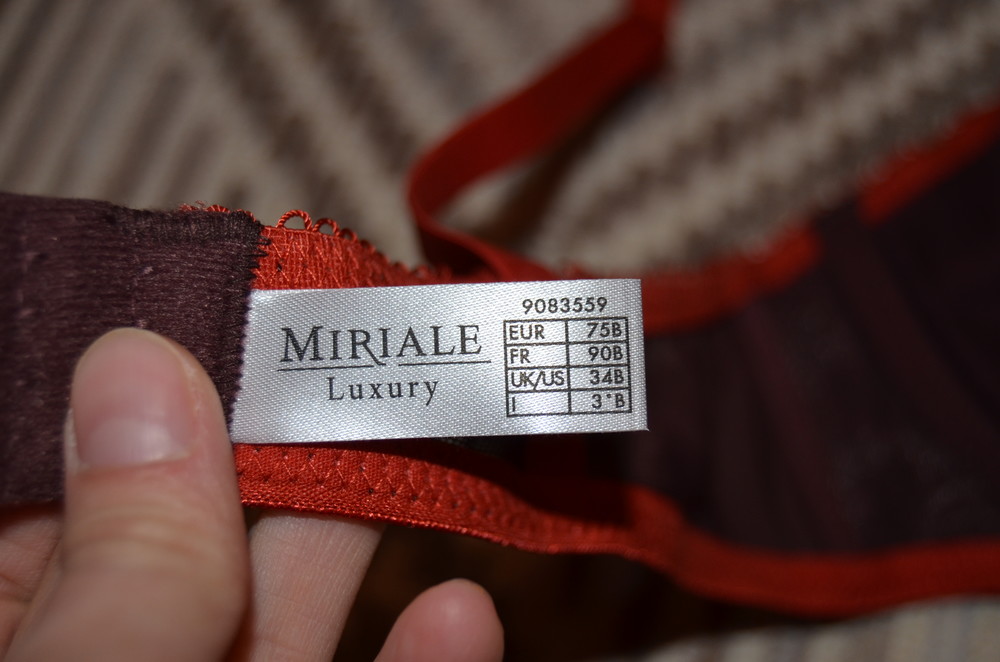 MIRIALE
Luxury
9083559
EUR 75B
FR 90B
UK/US 34B
I 3°B